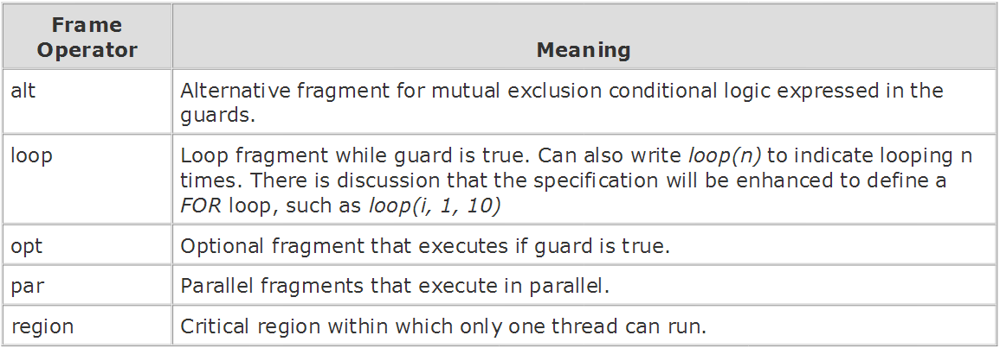 Frame
Operator
Meaning
alt
Alternative fragment for mutual exclusion conditional logic expressed in the
guards.
loop
Loop fragment while guard is true. Can also write loop(n) to indicate looping n
times. There is discussion that the specification will be enhanced to define a
FOR loop, such as loop(i, 1, 10)
opt
Optional fragment that executes if guard is true.
par
Parallel fragments that execute in parallel.
region
Critical region within which only one thread can run.